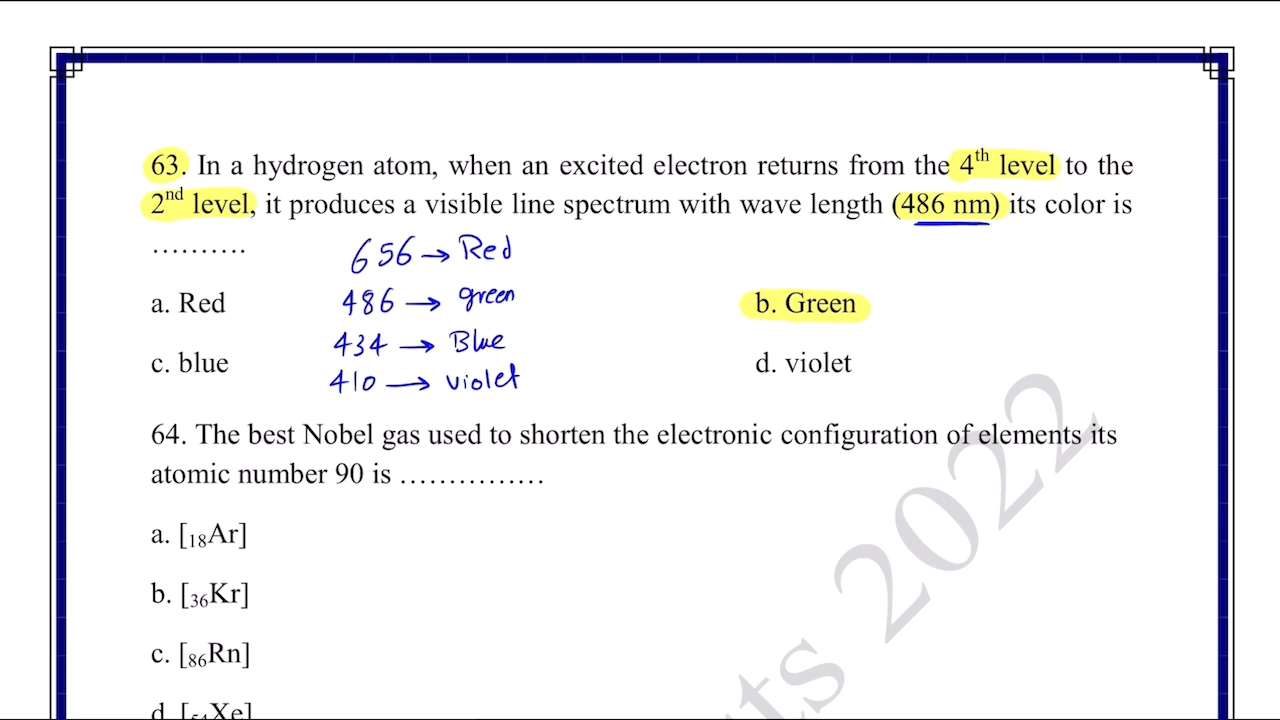 63. In a hydrogen atom, when an excited electron returns from the 4th level to the
2nd level, it produces a visible line spectrum with wave length (486 nm) its color is
..........
656 → Red
a. Red
486 → green
b. Green
434 → Blue
c. blue
d. violet
410 → violet
64. The best Nobel gas used to shorten the electronic configuration of elements its
atomic number 90 is ...............
a. [18Ar]
b. [36Kr]
c. [86Rn]
d. [54Xe]
ts 2022